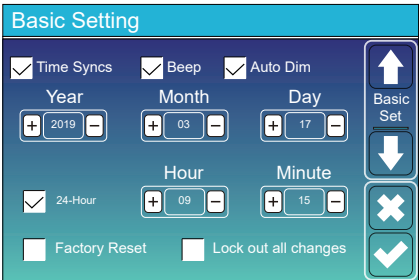 Basic Setting
Time Syncs Beep Auto Dim
Year Month Day
+ 2019 − + 03 − + 17 −
Basic
Set
Hour Minute
24-Hour + 09 − + 15 −
Factory Reset Lock out all changes